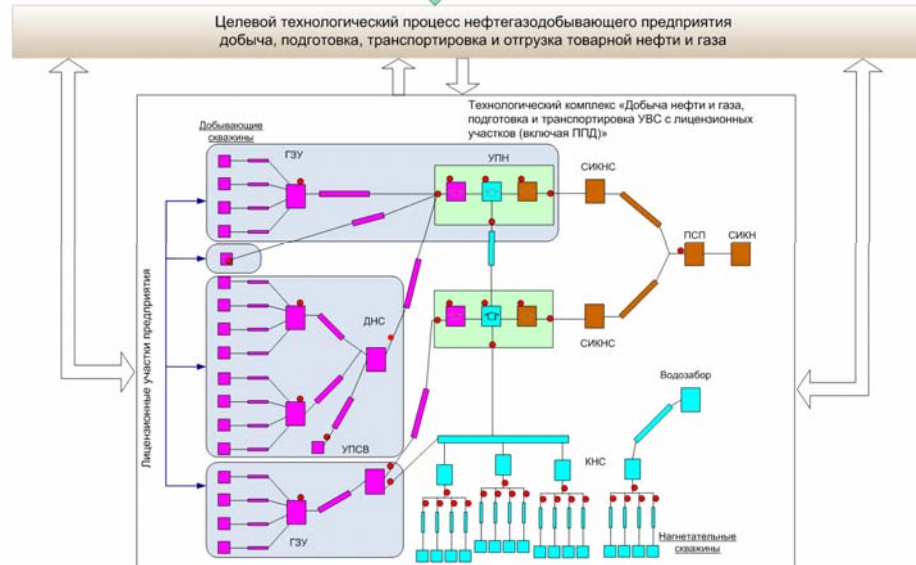 Целевой технологический процесс нефтегазодобывающего предприятия
добыча, подготовка, транспортировка и отгрузка товарной нефти и газа
Технологический комплекс «Добыча нефти и газа,
подготовка и транспортировка УВС с лицензионных
участков (включая ППД)»
Добывающие
скважины
ГЗУ
УПН
СИКНС
ПСП
СИКН
Лицензионные участки предприятия
ДНС
СИКНС
Водозабор
УПСВ
КНС
ГЗУ
Нагнетательные
скважины